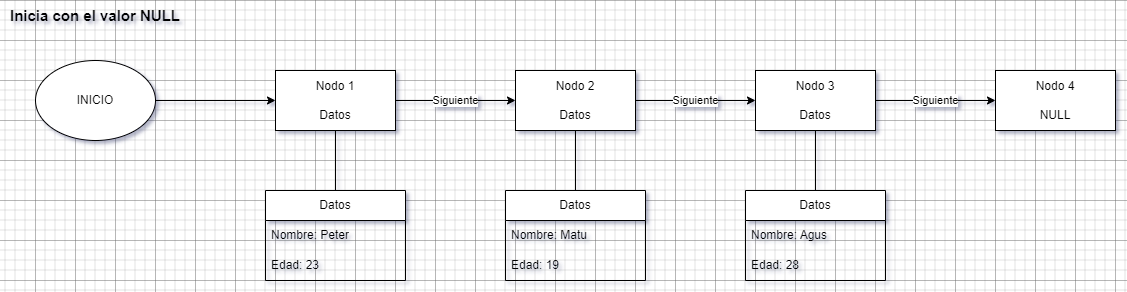 Inicia con el valor NULL
INICIO
Nodo 1
Datos
Siguiente
Nodo 2
Datos
Siguiente
Nodo 3
Datos
Siguiente
Nodo 4
NULL
Datos
Nombre: Peter
Edad: 23
Datos
Nombre: Matu
Edad: 19
Datos
Nombre: Agus
Edad: 28